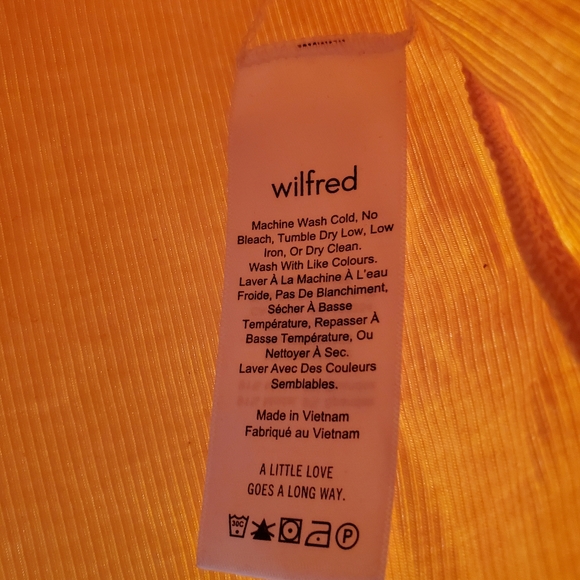 wilfred
Machine Wash Cold, No
Bleach, Tumble Dry Low, Low
Iron, Or Dry Clean.
Wash With Like Colours.
Laver À La Machine À L'eau
Froide, Pas De Blanchiment,
Sécher À Basse
Température, Repasser À
Basse Température, Ou
Nettoyer À Sec.
Laver Avec Des Couleurs
Semblables.
Made in Vietnam
Fabriqué au Vietnam
A LITTLE LOVE
GOES A LONG WAY.
30C
P